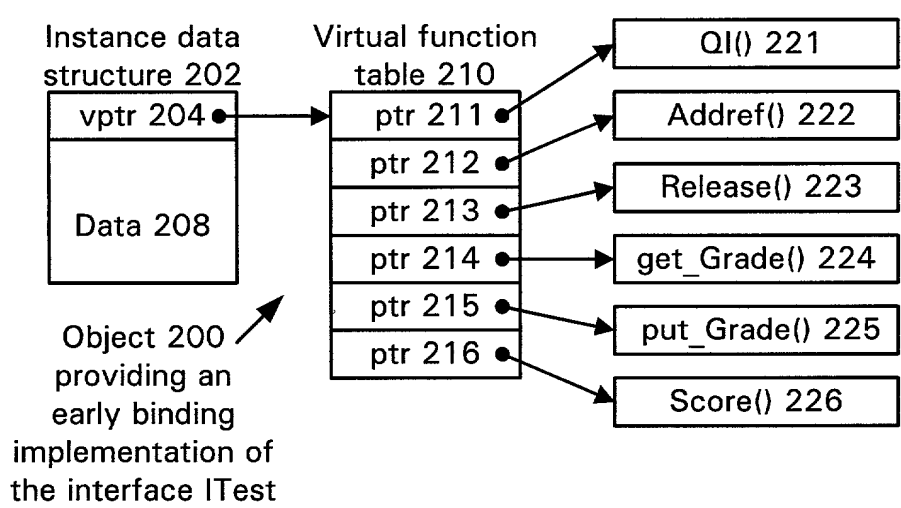 Instance data
structure 202
vptr 204
Data 208
Object 200
providing an
early binding
implementation of
the interface ITest
Virtual function
table 210
ptr 211
ptr 212
ptr 213
ptr 214
ptr 215
ptr 216
QI() 221
Addref() 222
Release() 223
get_Grade() 224
put_Grade() 225
Score() 226